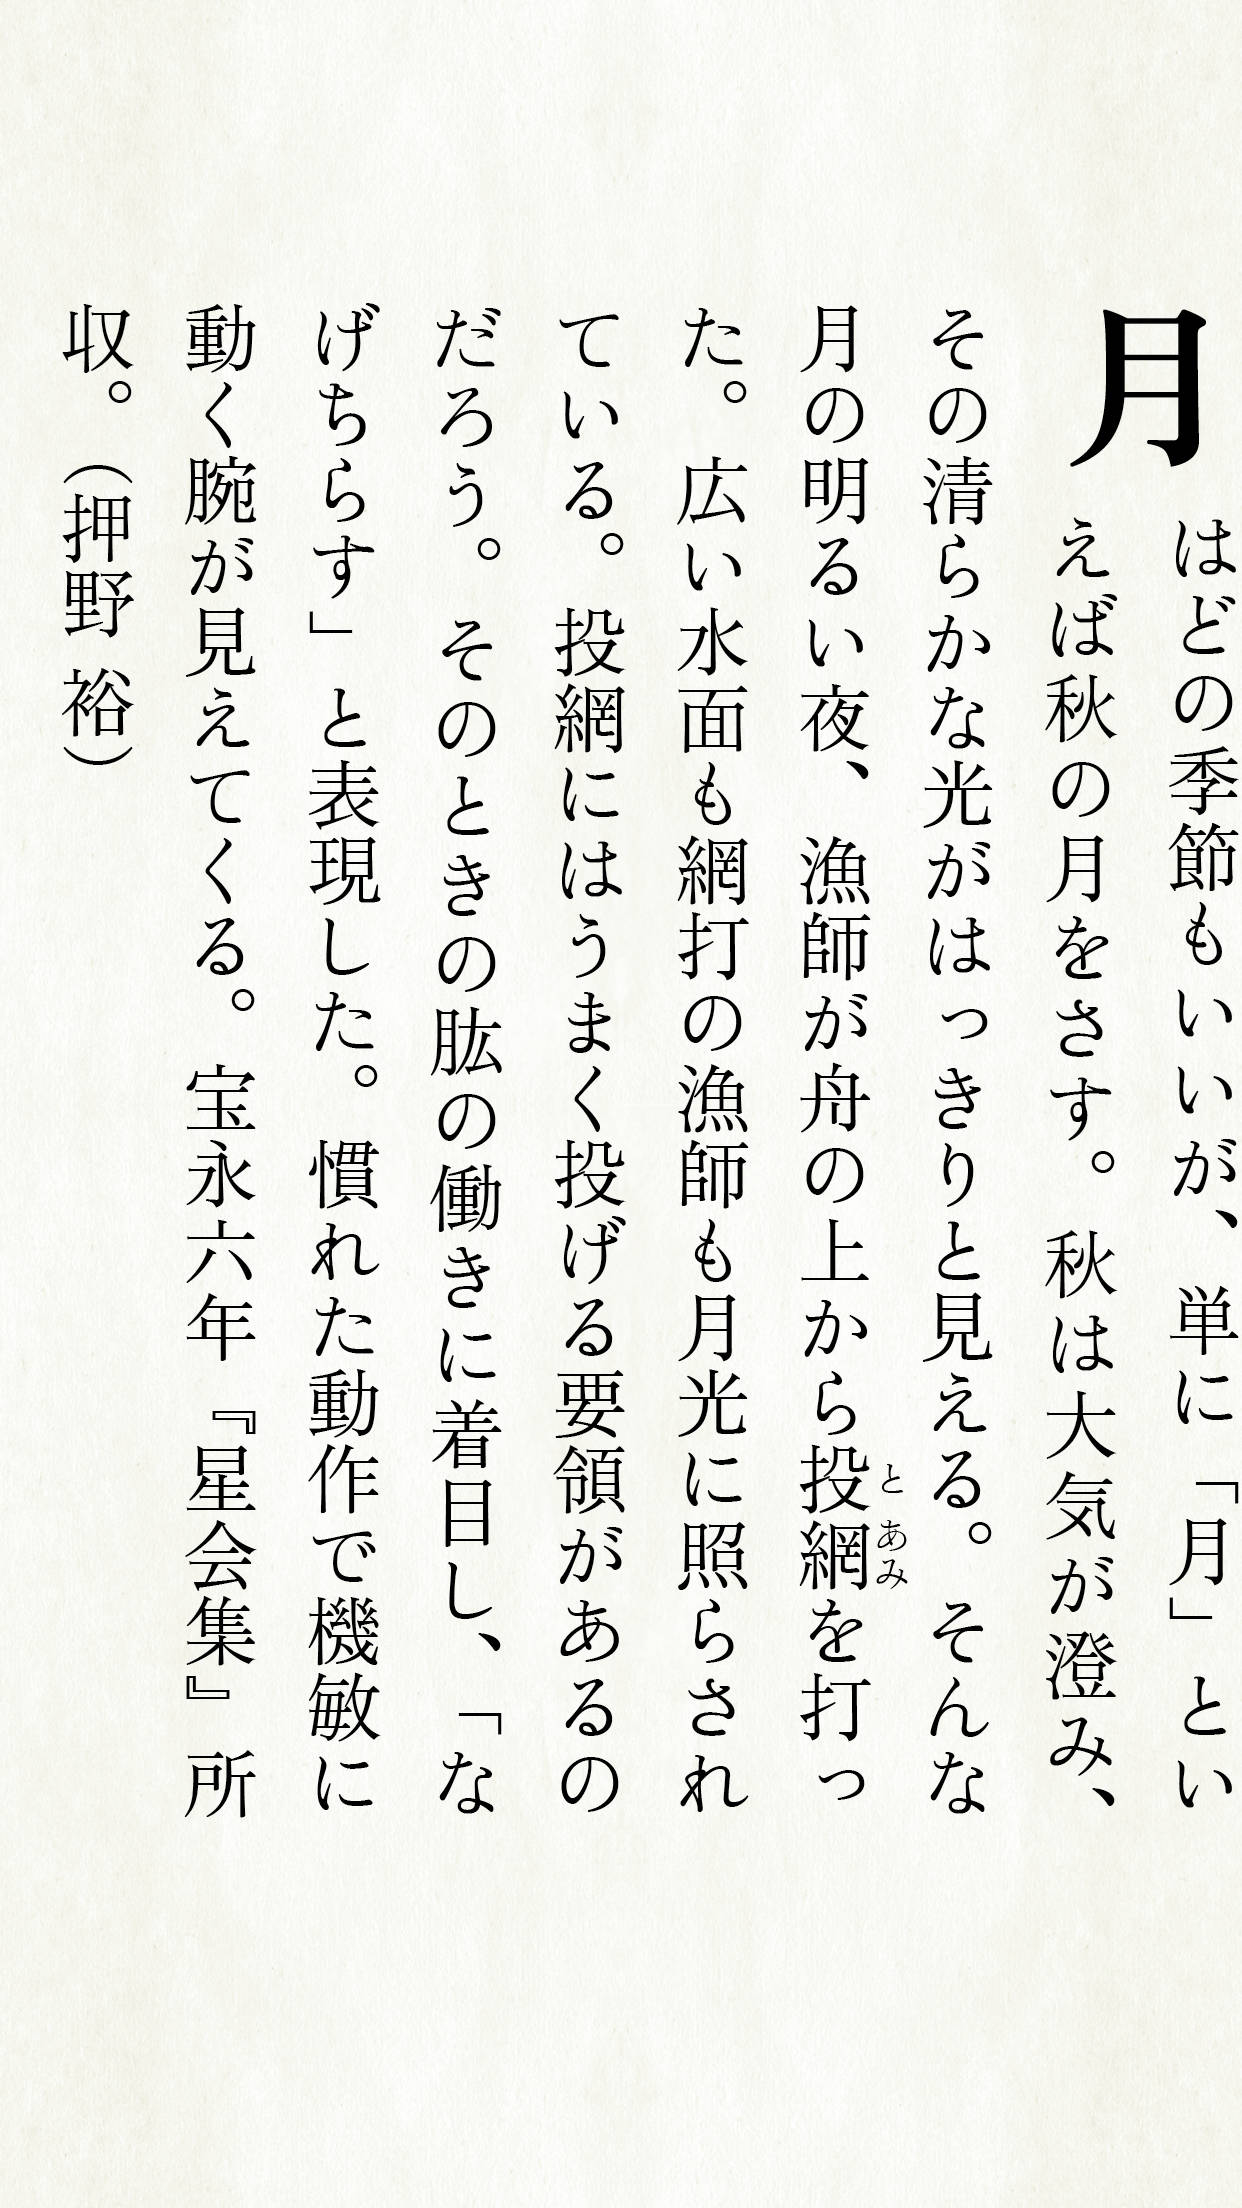 月
はどの季節もいいが、単に「月」とい
えば秋の月をさす。秋は大気が澄み、
その清らかな光がはっきりと見える。そんな
月の明るい夜、漁師が舟の上から投網を打っ
とあみ
た。広い水面も網打の漁師も月光に照らされ
ている。投網にはうまく投げる要領があるの
だろう。そのときの肱の働きに着目し、「な
げちらす」と表現した。慣れた動作で機敏に
動く腕が見えてくる。宝永六年『星会集』所
収。（押野 裕）